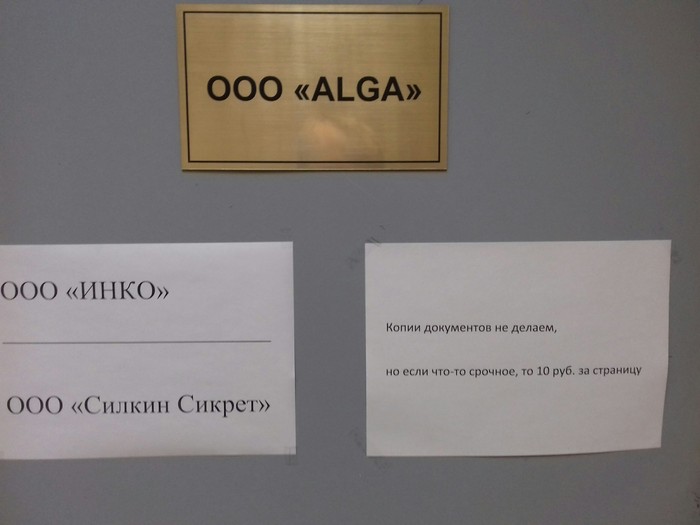 ООО «ALGA»
ООО «ИНКО»
ООО «Силкин Сикрет»
Копии документов не делаем,
но если что-то срочное, то 10 руб. за страницу